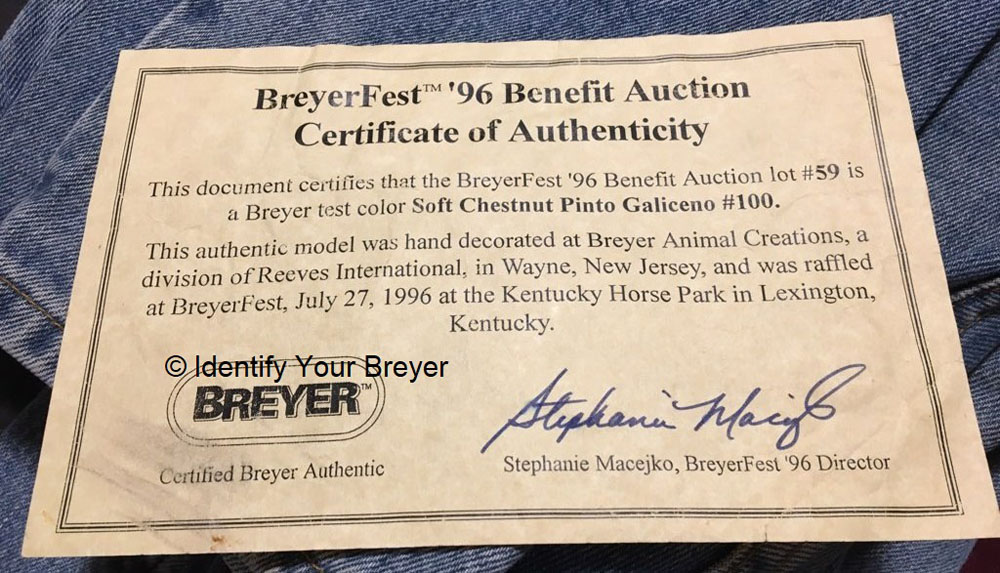 BreyerFest™ '96 Benefit Auction
Certificate of Authenticity
This document certifies that the BreyerFest '96 Benefit Auction lot #59 is
a Breyer test color Soft Chestnut Pinto Galiceno #100.
This authentic model was hand decorated at Breyer Animal Creations, a
division of Reeves International, in Wayne, New Jersey, and was raffled
at BreyerFest, July 27, 1996 at the Kentucky Horse Park in Lexington,
Kentucky.
© Identify Your Breyer
BREYER™
Certified Breyer Authentic
Stephanie Macejko
Stephanie Macejko, BreyerFest '96 Director